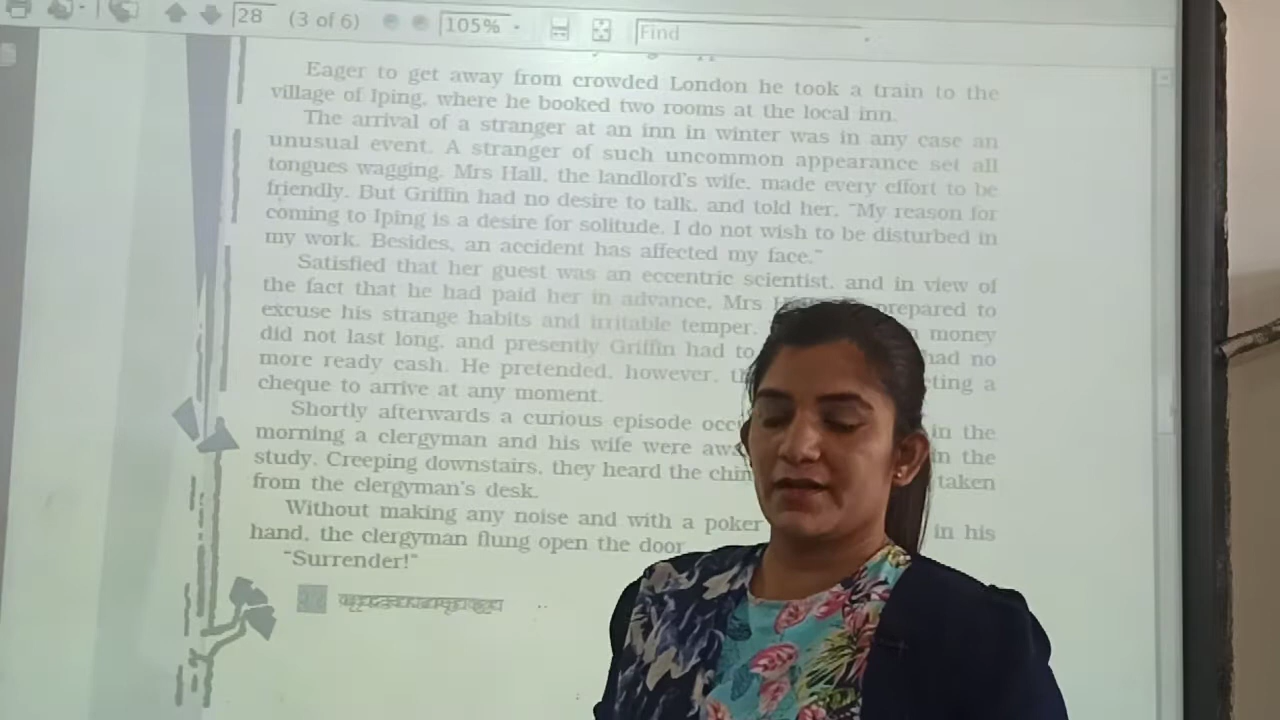 28 (3 of 6) 105% Find
Eager to get away from crowded London he took a train to the
village of Iping, where he booked two rooms at the local inn.
The arrival of a stranger at an inn in winter was in any case an
unusual event. A stranger of such uncommon appearance set all
tongues wagging. Mrs Hall, the landlord's wife, made every effort to be
friendly. But Griffin had no desire to talk, and told her, “My reason for
coming to Iping is a desire for solitude. I do not wish to be disturbed in
my work. Besides, an accident has affected my face.”
Satisfied that her guest was an eccentric scientist, and in view of
the fact that he had paid her in advance, Mrs prepared to
excuse his strange habits and irritable temper. money
did not last long, and presently Griffin had to had no
more ready cash. He pretended, however,
cheque to arrive at any moment.
Shortly afterwards a curious episode in the
morning a clergyman and his wife were in the
study. Creeping downstairs, they heard the taken
from the clergyman's desk.
Without making any noise and with a poker in his
hand, the clergyman flung open the door.
“Surrender!”